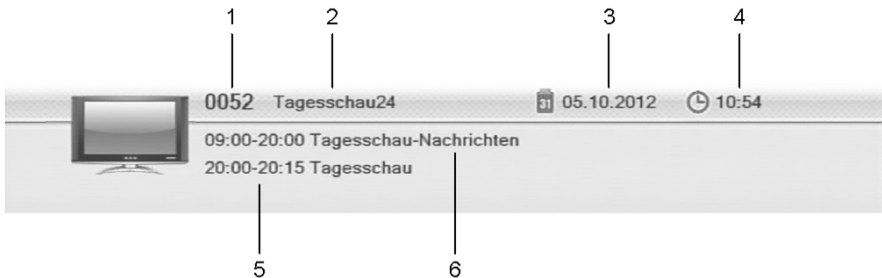 1 2 3 4
0052 Tagesschau24 31 05.10.2012 10:54
09:00-20:00 Tagesschau-Nachrichten
20:00-20:15 Tagesschau
5 6